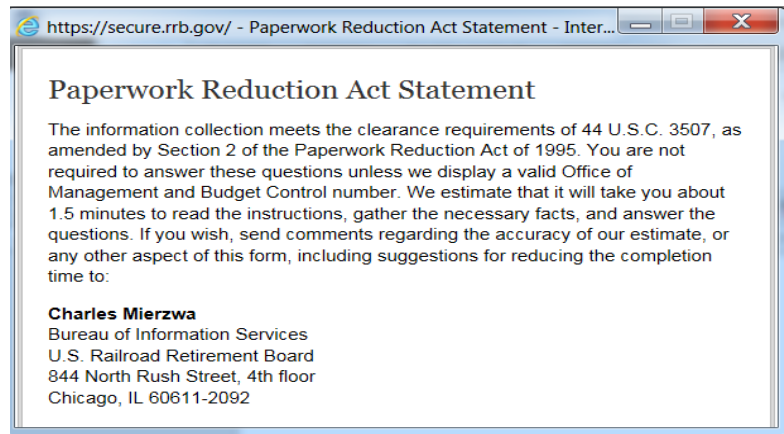 https://secure.rrb.gov/ - Paperwork Reduction Act Statement - Inter...
Paperwork Reduction Act Statement
The information collection meets the clearance requirements of 44 U.S.C. 3507, as
amended by Section 2 of the Paperwork Reduction Act of 1995. You are not
required to answer these questions unless we display a valid Office of
Management and Budget Control number. We estimate that it will take you about
1.5 minutes to read the instructions, gather the necessary facts, and answer the
questions. If you wish, send comments regarding the accuracy of our estimate, or
any other aspect of this form, including suggestions for reducing the completion
time to:
Charles Mierzwa
Bureau of Information Services
U.S. Railroad Retirement Board
844 North Rush Street, 4th floor
Chicago, IL 60611-2092